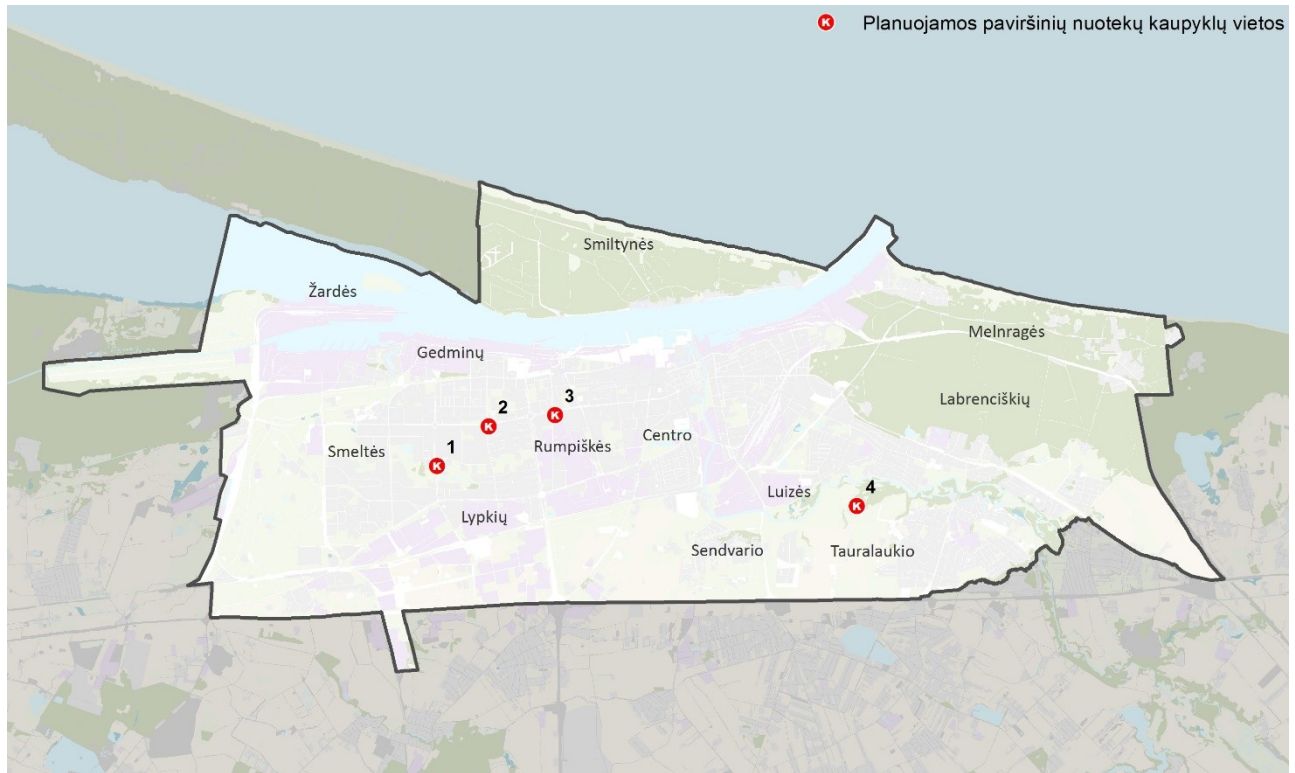 K Planuojamos paviršinių nuotekų kaupyklų vietos
Smiltynės
Žardės
Melnragės
Gedminų
Labrenciškių
3
K
2
K
Centro
Rumpiškės
1
K
Smeltės
4
K
Luizės
Lypkių
Sendvario
Tauralaukio